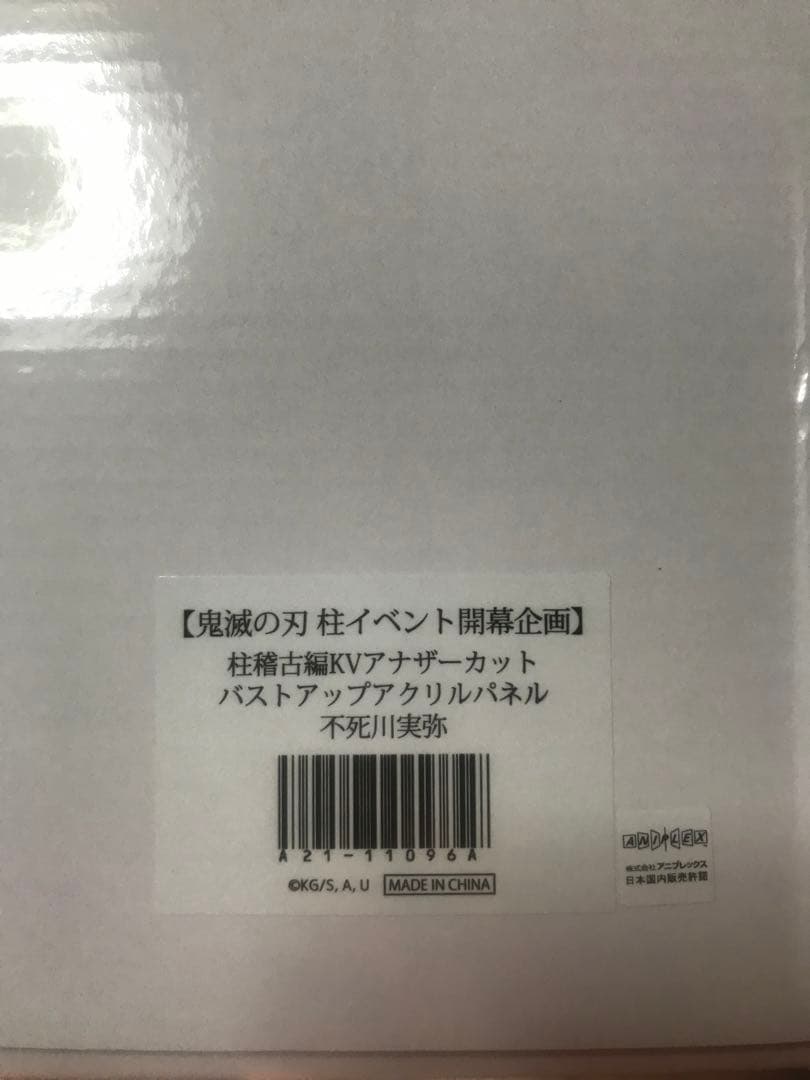 【鬼滅の刃 柱イベント開幕企画】
柱稽古編KVアナザーカット
バストアップアクリルパネル
不死川実弥
A21-11096A
©KG/S, A, U MADE IN CHINA
ANIPLEX
株式会社アニプレックス
日本国内販売許諾